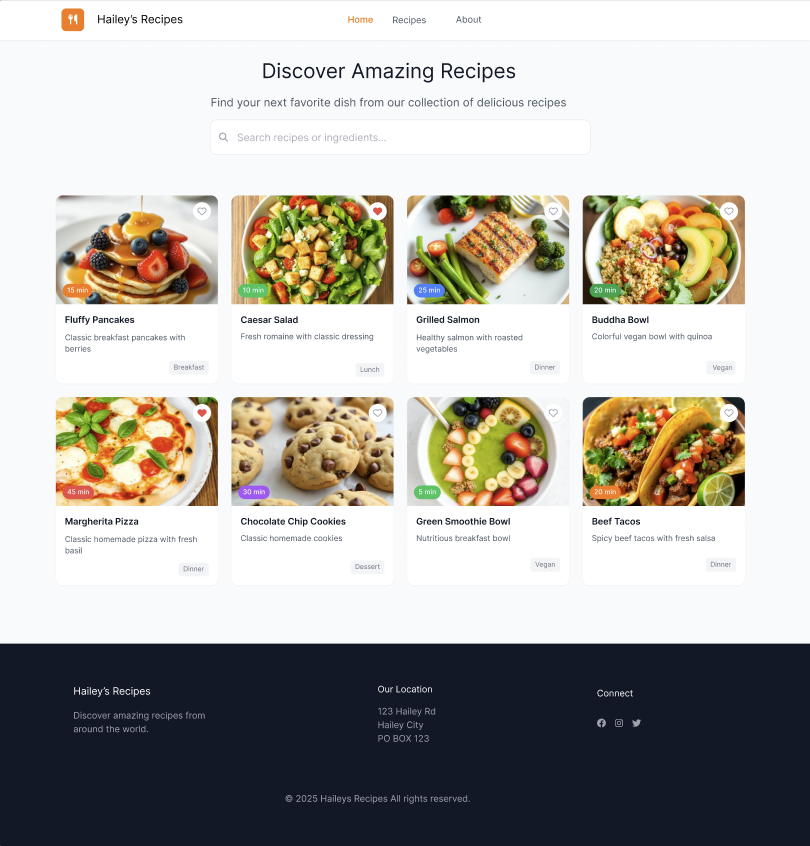 Hailey’s Recipes
Home
Recipes
About
Discover Amazing Recipes
Find your next favorite dish from our collection of delicious recipes
Search recipes or ingredients...
15 min
Fluffy Pancakes
Classic breakfast pancakes with
berries
Breakfast
10 min
Caesar Salad
Fresh romaine with classic dressing
Lunch
25 min
Grilled Salmon
Healthy salmon with roasted
vegetables
Dinner
20 min
Buddha Bowl
Colorful vegan bowl with quinoa
Vegan
45 min
Margherita Pizza
Classic homemade pizza with fresh
basil
Dinner
30 min
Chocolate Chip Cookies
Classic homemade cookies
Dessert
5 min
Green Smoothie Bowl
Nutritious breakfast bowl
Vegan
20 min
Beef Tacos
Spicy beef tacos with fresh salsa
Dinner
Hailey’s Recipes
Discover amazing recipes from
around the world.
Our Location
123 Hailey Rd
Hailey City
PO BOX 123
Connect
© 2025 Haileys Recipes All rights reserved.